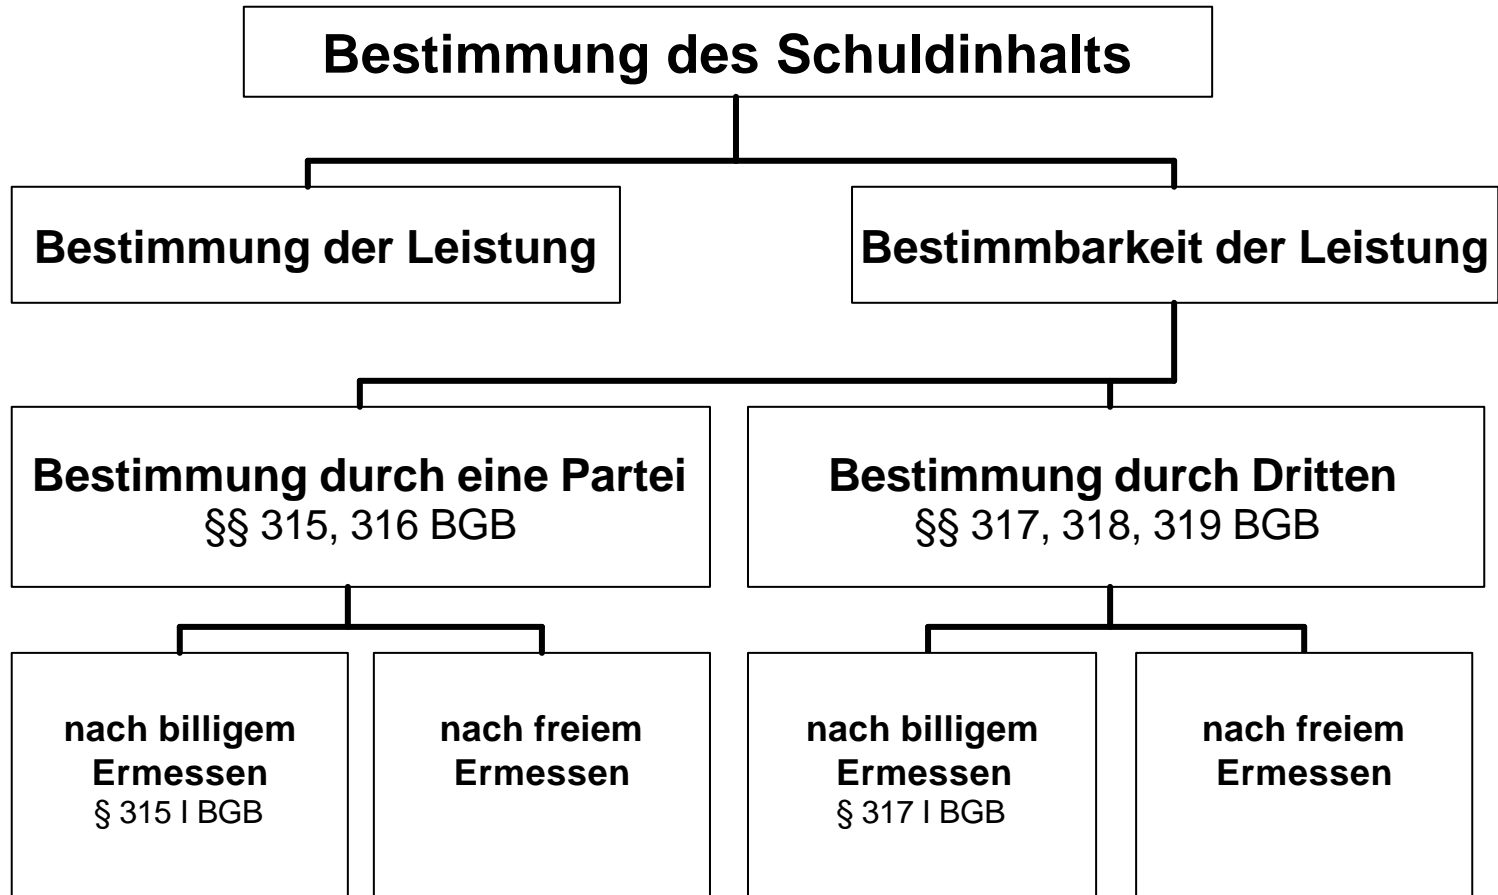 Bestimmung des Schuldinhalts
Bestimmung der Leistung
Bestimmbarkeit der Leistung
Bestimmung durch eine Partei
§§ 315, 316 BGB
Bestimmung durch Dritten
§§ 317, 318, 319 BGB
nach billigem
Ermessen
§ 315 I BGB
nach freiem
Ermessen
nach billigem
Ermessen
§ 317 I BGB
nach freiem
Ermessen